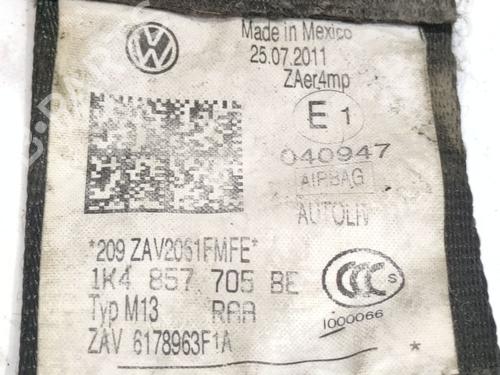 Made in Mexico
25.07.2011
ZAer4mp
E 1
040947
AIRBAG
AUTOLIV
*209 ZAV2061FMFE*
1K4 857 705 BE
Typ M13 RAA
ZAV 6178963F1A
CCC S
1000066
*